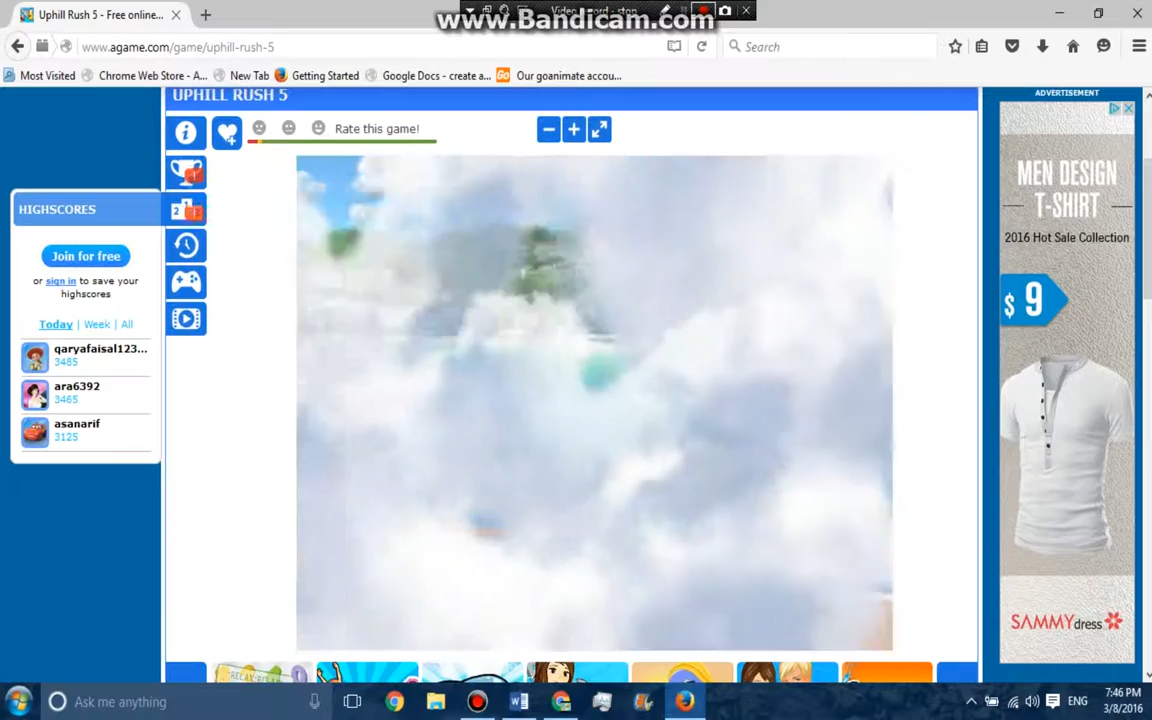 Uphill Rush 5 - Free online...
www.Bandicam.com
www.agame.com/game/uphill-rush-5
Search
Most Visited
Chrome Web Store - A...
New Tab
Getting Started
Google Docs - create a...
Go
Our goanimate accou...
UPHILL RUSH 5
Rate this game!
HIGHSCORES
Join for free
or sign in to save your
highscores
Today | Week | All
qaryafaisal123...
3485
ara6392
3465
asanarif
3125
ADVERTISEMENT
MEN DESIGN
T-SHIRT
2016 Hot Sale Collection
$ 9
SAMMYdress
Ask me anything
ENG
7:46 PM
3/8/2016